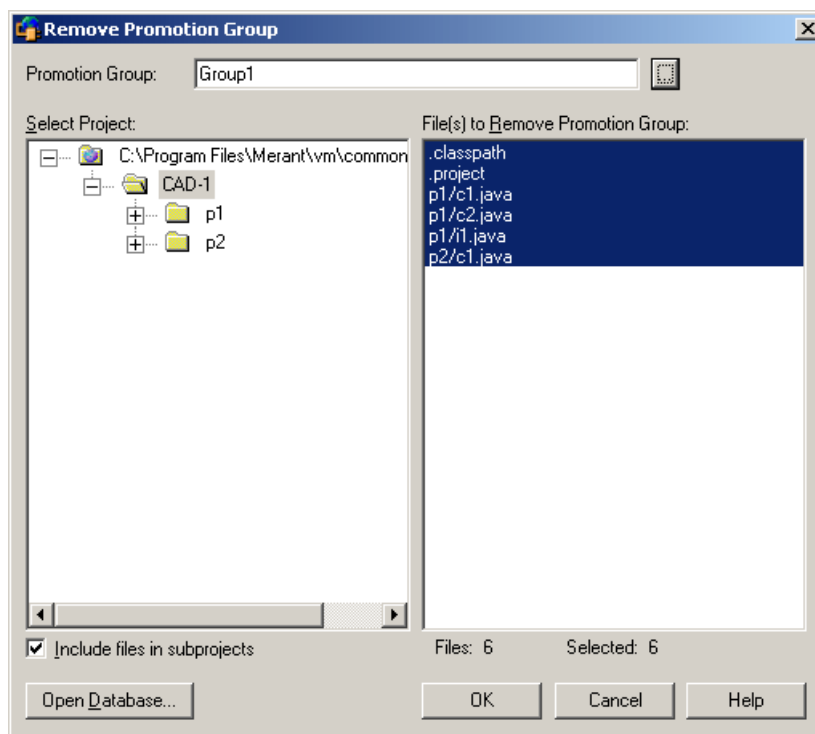 Remove Promotion Group
Promotion Group: Group1
Select Project:
C:\Program Files\Merant\vm\common
CAD-1
p1
p2
File(s) to Remove Promotion Group:
.classpath
.project
p1/c1.java
p1/c2.java
p1/i1.java
p2/c1.java
Include files in subprojects
Files: 6 Selected: 6
Open Database... OK Cancel Help